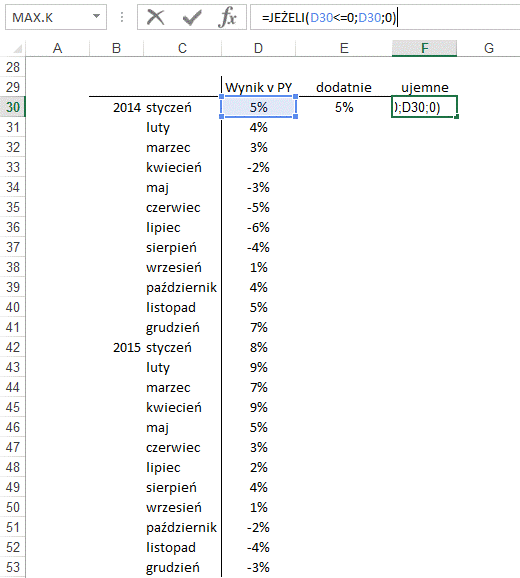 MAX.K =JEŻELI(D30<=0;D30;0)
A B C D E F G
28
29 Wynik v PY dodatnie ujemne
30 2014 styczeń 5% 5% );D30;0)
31 luty 4%
32 marzec 3%
33 kwiecień -2%
34 maj -3%
35 czerwiec -5%
36 lipiec -6%
37 sierpień -4%
38 wrzesień 1%
39 październik 4%
40 listopad 5%
41 grudzień 7%
42 2015 styczeń 8%
43 luty 9%
44 marzec 7%
45 kwiecień 9%
46 maj 5%
47 czerwiec 3%
48 lipiec 2%
49 sierpień 4%
50 wrzesień 1%
51 październik -2%
52 listopad -4%
53 grudzień -3%